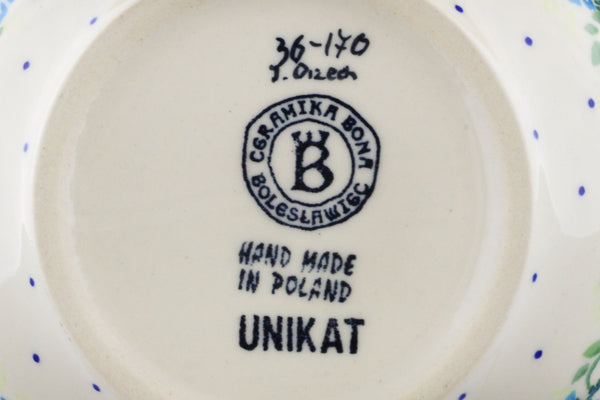 36-170
CERAMIKA BONA
B
BOLESŁAWIEC
HAND MADE
IN POLAND
UNIKAT